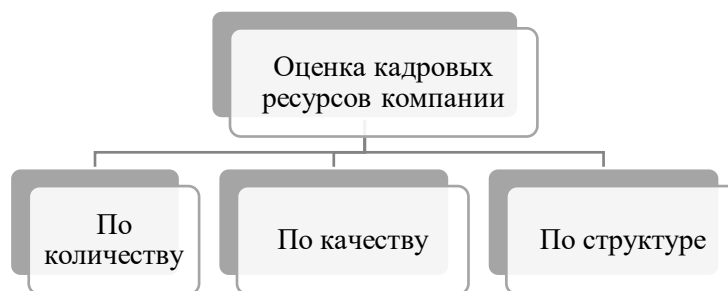 Оценка кадровых
ресурсов компании
По
количеству
По качеству
По структуре